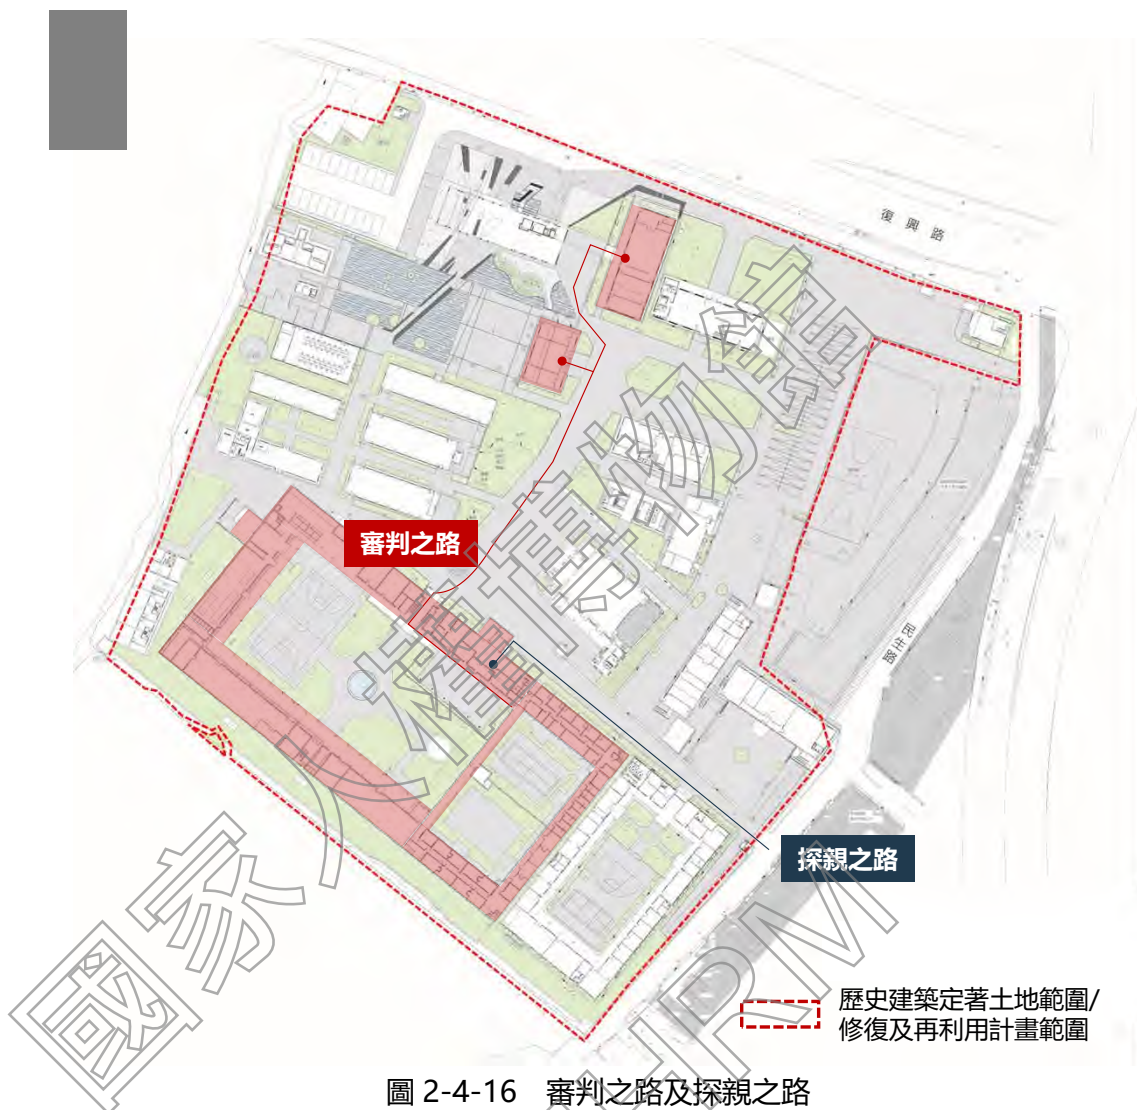 復興路
審判之路
民生路
探親之路
歷史建築定著土地範圍/
修復及再利用計畫範圍
圖 2-4-16 審判之路及探親之路
國家人權博物館
NHRM